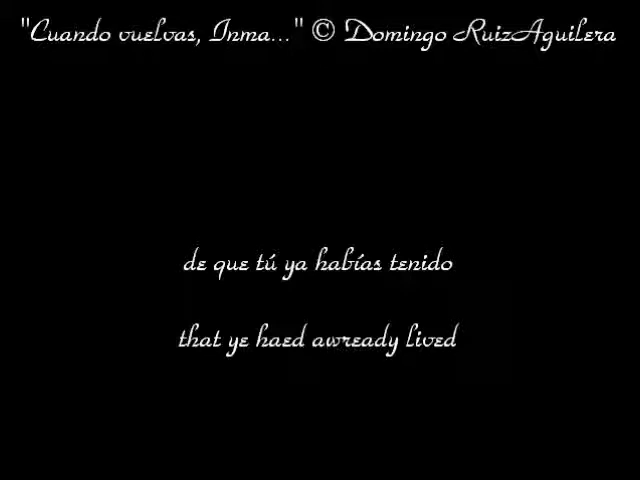 "Cuando vuelvas, Inma..." © Domingo RuizAguilera
de que tú ya habías tenido
that ye haed awready lived